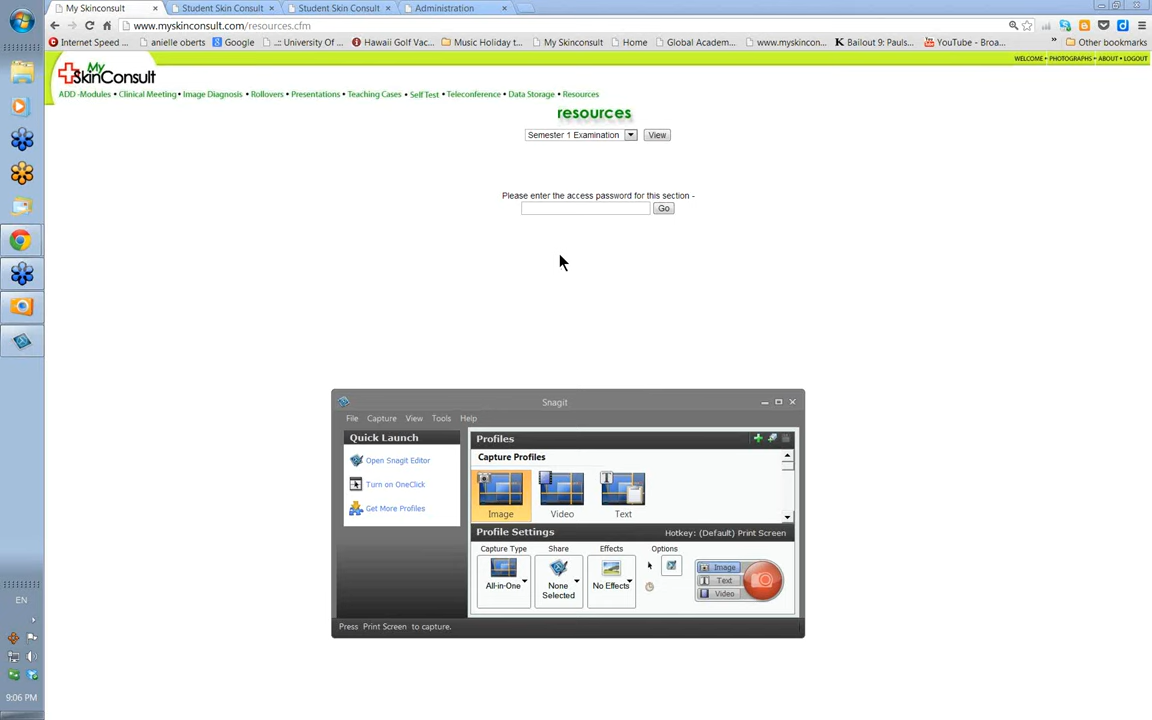 My Skinconsult
Student Skin Consult
Student Skin Consult
Administration
www.myskinconsult.com/resources.cfm
Internet Speed ...
anielle oberts
Google
..:: University Of ...
Hawaii Golf Vac...
Music Holiday t...
My Skinconsult
Home
Global Academ...
www.myskincon...
Bailout 9: Pauls...
YouTube - Broa...
»
Other bookmarks
WELCOME • PHOTOGRAPHS • ABOUT • LOGOUT
My
SkinConsult
ADD -Modules • Clinical Meeting • Image Diagnosis • Rollovers • Presentations • Teaching Cases • Self Test • Teleconference • Data Storage • Resources
resources
Semester 1 Examination View
Please enter the access password for this section -
Go
Snagit
File Capture View Tools Help
Quick Launch
Open Snagit Editor
Turn on OneClick
Get More Profiles
Profiles
Capture Profiles
Image Video Text
Profile Settings Hotkey: (Default) Print Screen
Capture Type Share Effects Options
All-in-One
None
Selected
No Effects
Image
Text
Video
Press Print Screen to capture.
EN
9:06 PM